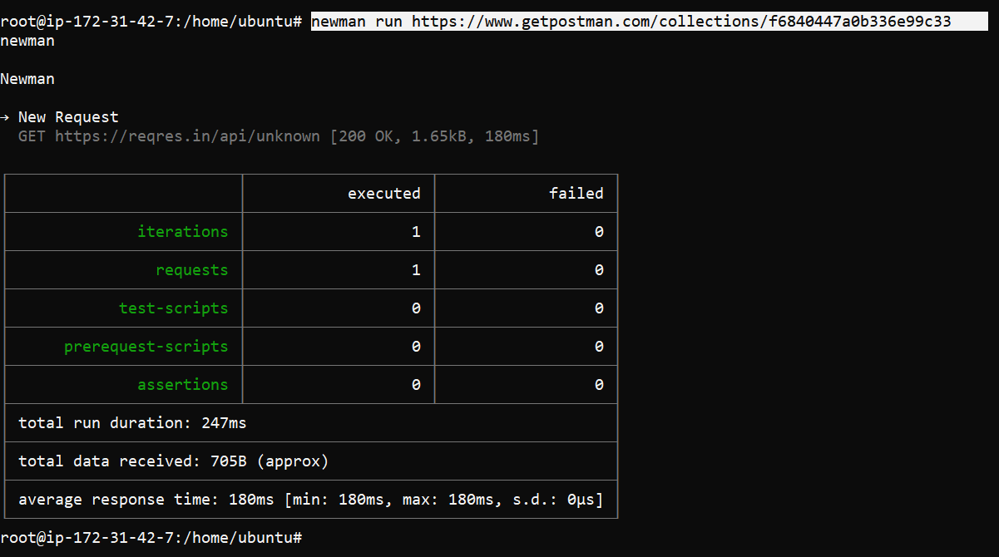 root@ip-172-31-42-7:/home/ubuntu# newman run https://www.getpostman.com/collections/f6840447a0b336e99c33
newman
Newman
→ New Request
GET https://reqres.in/api/unknown [200 OK, 1.65kB, 180ms]
executed failed
iterations 1 0
requests 1 0
test-scripts 0 0
prerequest-scripts 0 0
assertions 0 0
total run duration: 247ms
total data received: 705B (approx)
average response time: 180ms [min: 180ms, max: 180ms, s.d.: 0µs]
root@ip-172-31-42-7:/home/ubuntu#